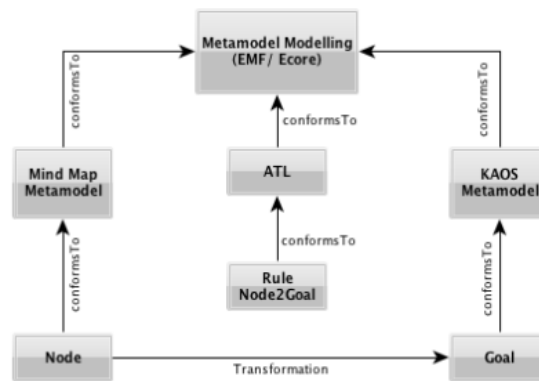 Metamodel Modelling
(EMF/ Ecore)
conformsTo
conformsTo
conformsTo
Mind Map
Metamodel
ATL
KAOS
Metamodel
conformsTo
conformsTo
conformsTo
Rule
Node2Goal
Node
Transformation
Goal